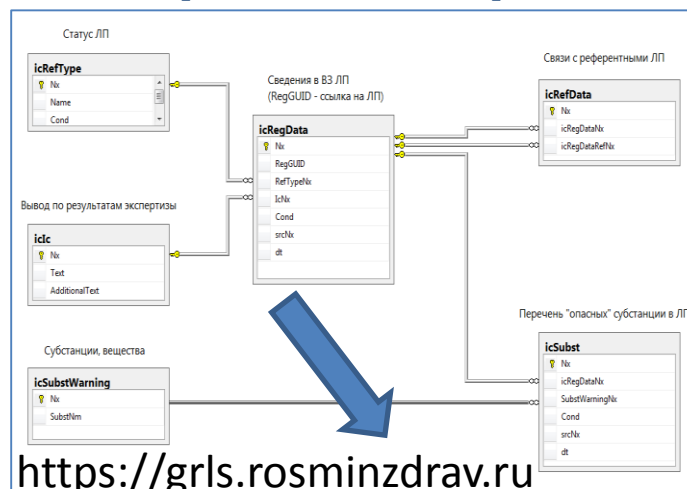 Статус ЛП
icRefType
Nx
Name
Cond
Сведения в ВЗ ЛП
(RegGUID - ссылка на ЛП)
icRegData
Nx
RegGUID
RefTypeNx
IcNx
Cond
srcNx
dt
Связи с референтными ЛП
icRefData
Nx
icRegDataNx
icRegDataRefNx
Вывод по результатам экспертизы
icIc
Nx
Text
AdditionalText
Перечень "опасных" субстанции в ЛП
icSubst
Nx
icRegDataNx
SubstWarningNx
Cond
srcNx
dt
Субстанции, вещества
icSubstWarning
Nx
SubstNm
https://grls.rosminzdrav.ru